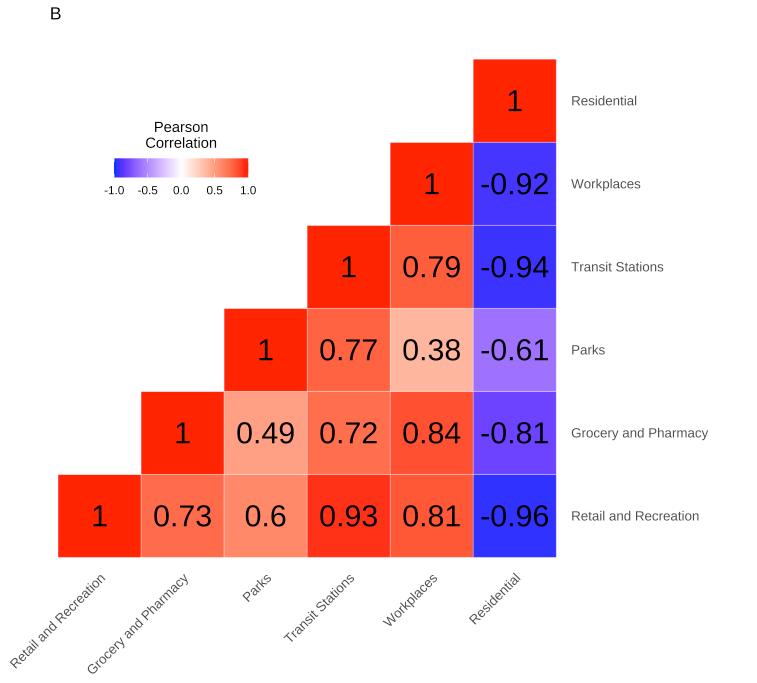 B
Pearson
Correlation
-1.0 -0.5 0.0 0.5 1.0
1 Residential
1 -0.92 Workplaces
1 0.79 -0.94 Transit Stations
1 0.77 0.38 -0.61 Parks
1 0.49 0.72 0.84 -0.81 Grocery and Pharmacy
1 0.73 0.6 0.93 0.81 -0.96 Retail and Recreation
Retail and Recreation
Grocery and Pharmacy
Parks
Transit Stations
Workplaces
Residential